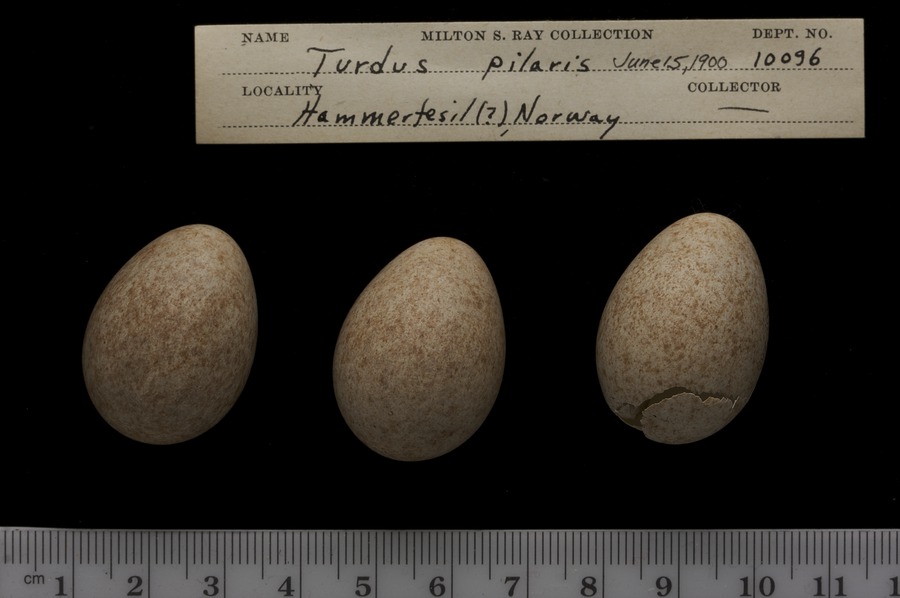 NAME MILTON S. RAY COLLECTION DEPT. NO.
Turdus pilaris June 15, 1900 10096
LOCALITY COLLECTOR
Hammerfesil (?), Norway —
cm 1 2 3 4 5 6 7 8 9 10 11 1